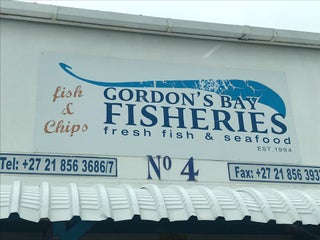 fish
&
Chips
GORDON'S BAY
FISHERIES
fresh fish & seafood
EST.1994
Tel: +27 21 856 3686/7
Nº 4
Fax: +27 21 856 393